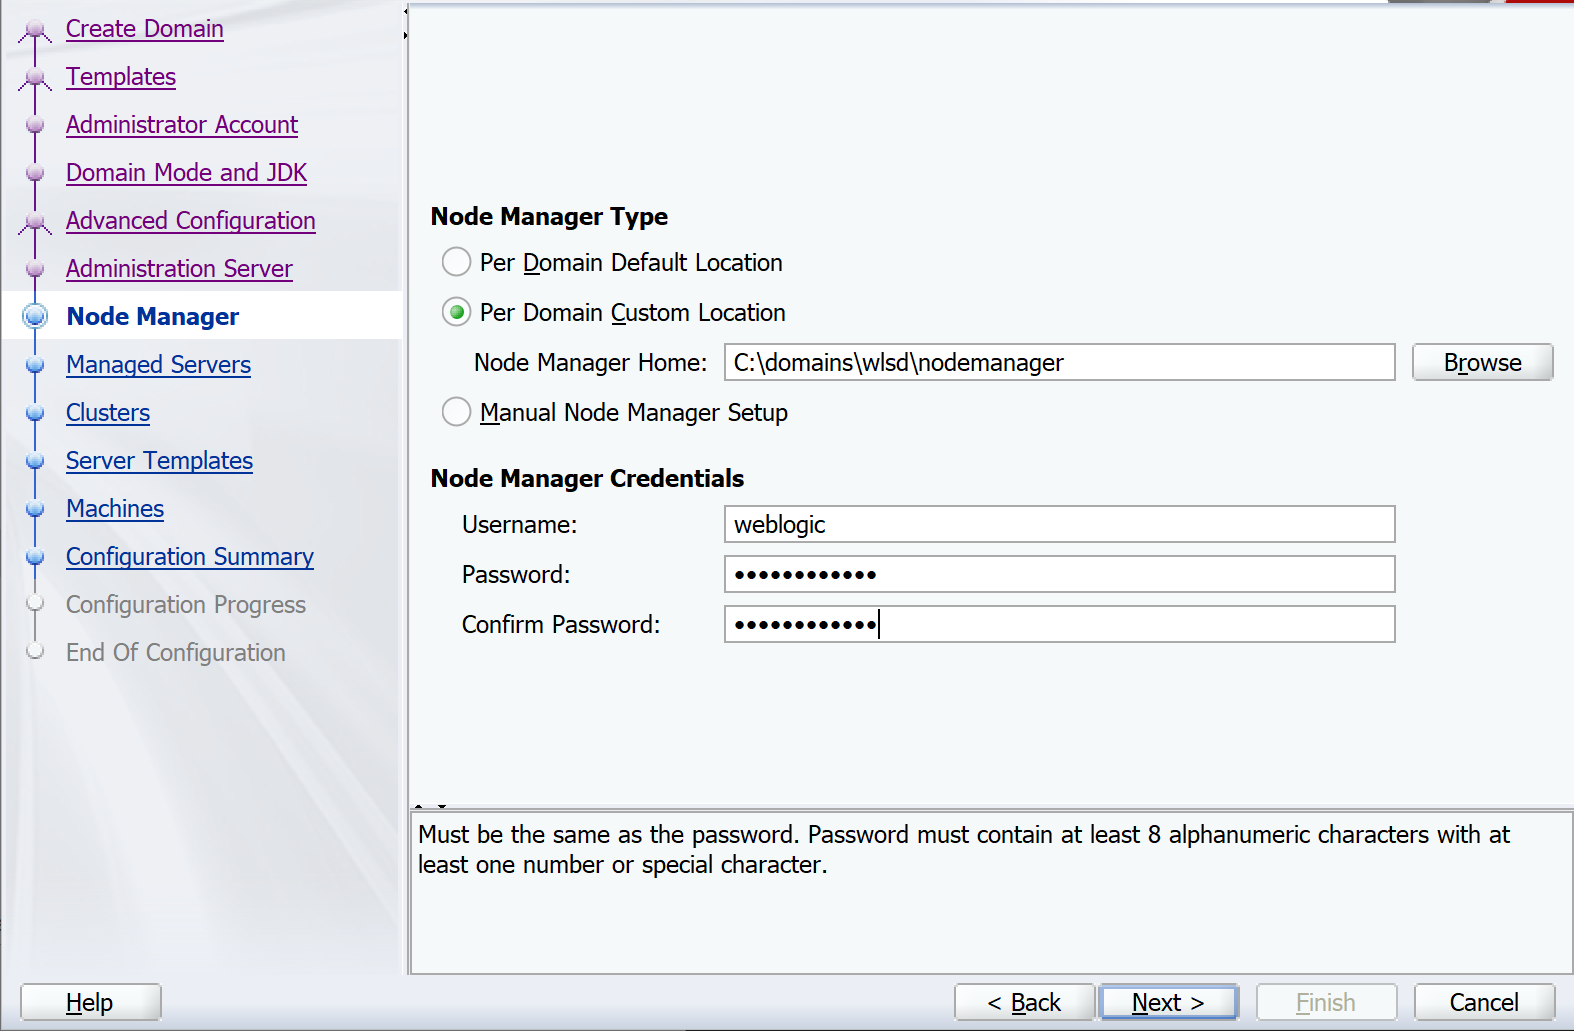 Create Domain
Templates
Administrator Account
Domain Mode and JDK
Advanced Configuration
Administration Server
Node Manager
Managed Servers
Clusters
Server Templates
Machines
Configuration Summary
Configuration Progress
End Of Configuration
Node Manager Type
Per Domain Default Location
Per Domain Custom Location
Node Manager Home: C:\domains\wlsd\nodemanager Browse
Manual Node Manager Setup
Node Manager Credentials
Username: weblogic
Password: ●●●●●●●●●●●●
Confirm Password: ●●●●●●●●●●●●
Must be the same as the password. Password must contain at least 8 alphanumeric characters with at
least one number or special character.
Help < Back Next > Finish Cancel